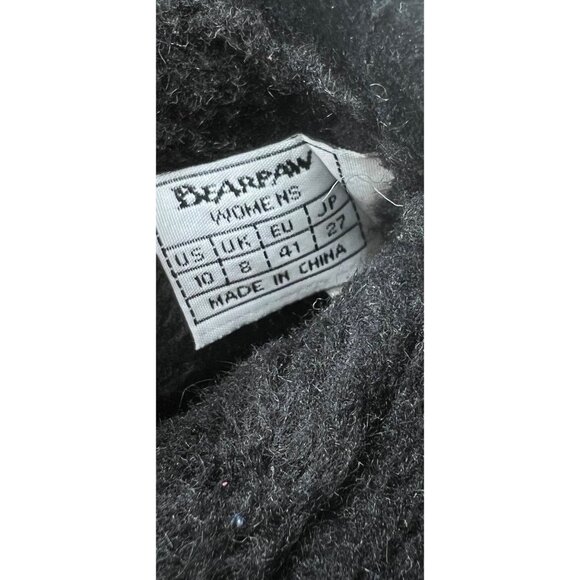 BEARPAW
WOMENS
US UK EU JP
10 8 41 27
MADE IN CHINA